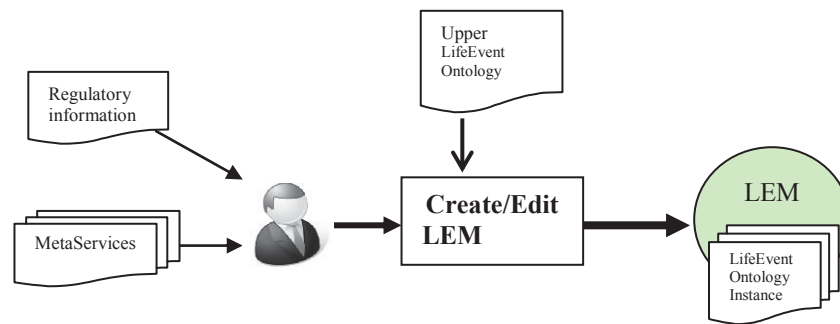 Upper
LifeEvent
Ontology
Regulatory
information
MetaServices
Create/Edit
LEM
LEM
LifeEvent
Ontology
Instance